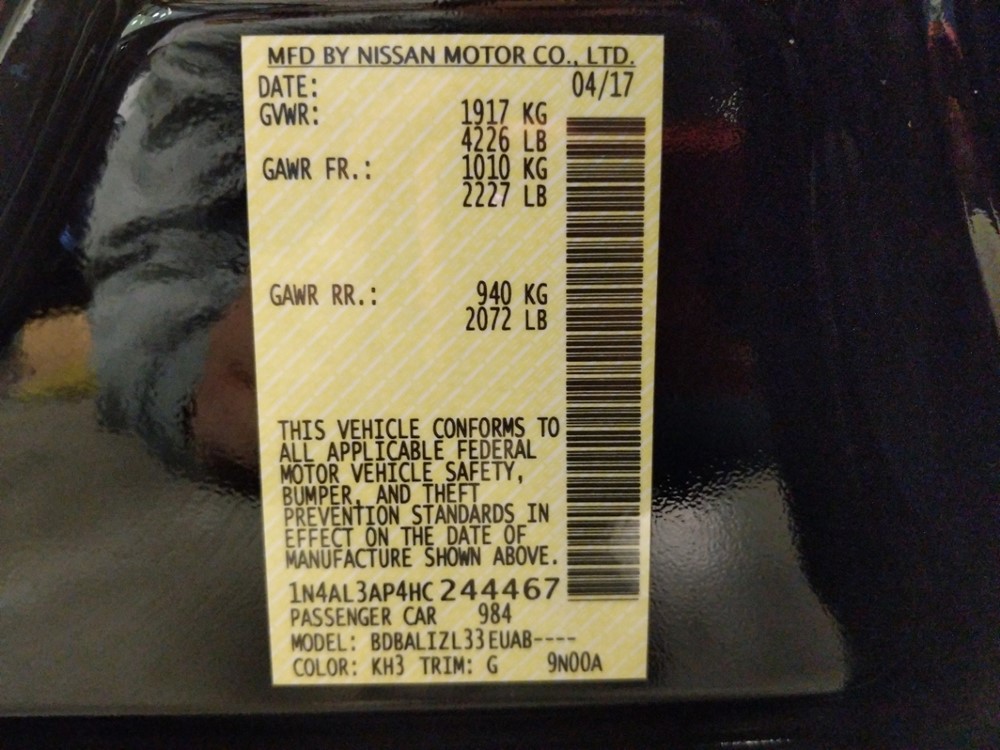 MFD BY NISSAN MOTOR CO., LTD.
DATE: 04/17
GVWR: 1917 KG
4226 LB
GAWR FR.: 1010 KG
2227 LB
GAWR RR.: 940 KG
2072 LB
THIS VEHICLE CONFORMS TO
ALL APPLICABLE FEDERAL
MOTOR VEHICLE SAFETY,
BUMPER, AND THEFT
PREVENTION STANDARDS IN
EFFECT ON THE DATE OF
MANUFACTURE SHOWN ABOVE.
1N4AL3AP4HC244467
PASSENGER CAR 984
MODEL: BDBALIZL33EUAB----
COLOR: KH3 TRIM: G 9N00A